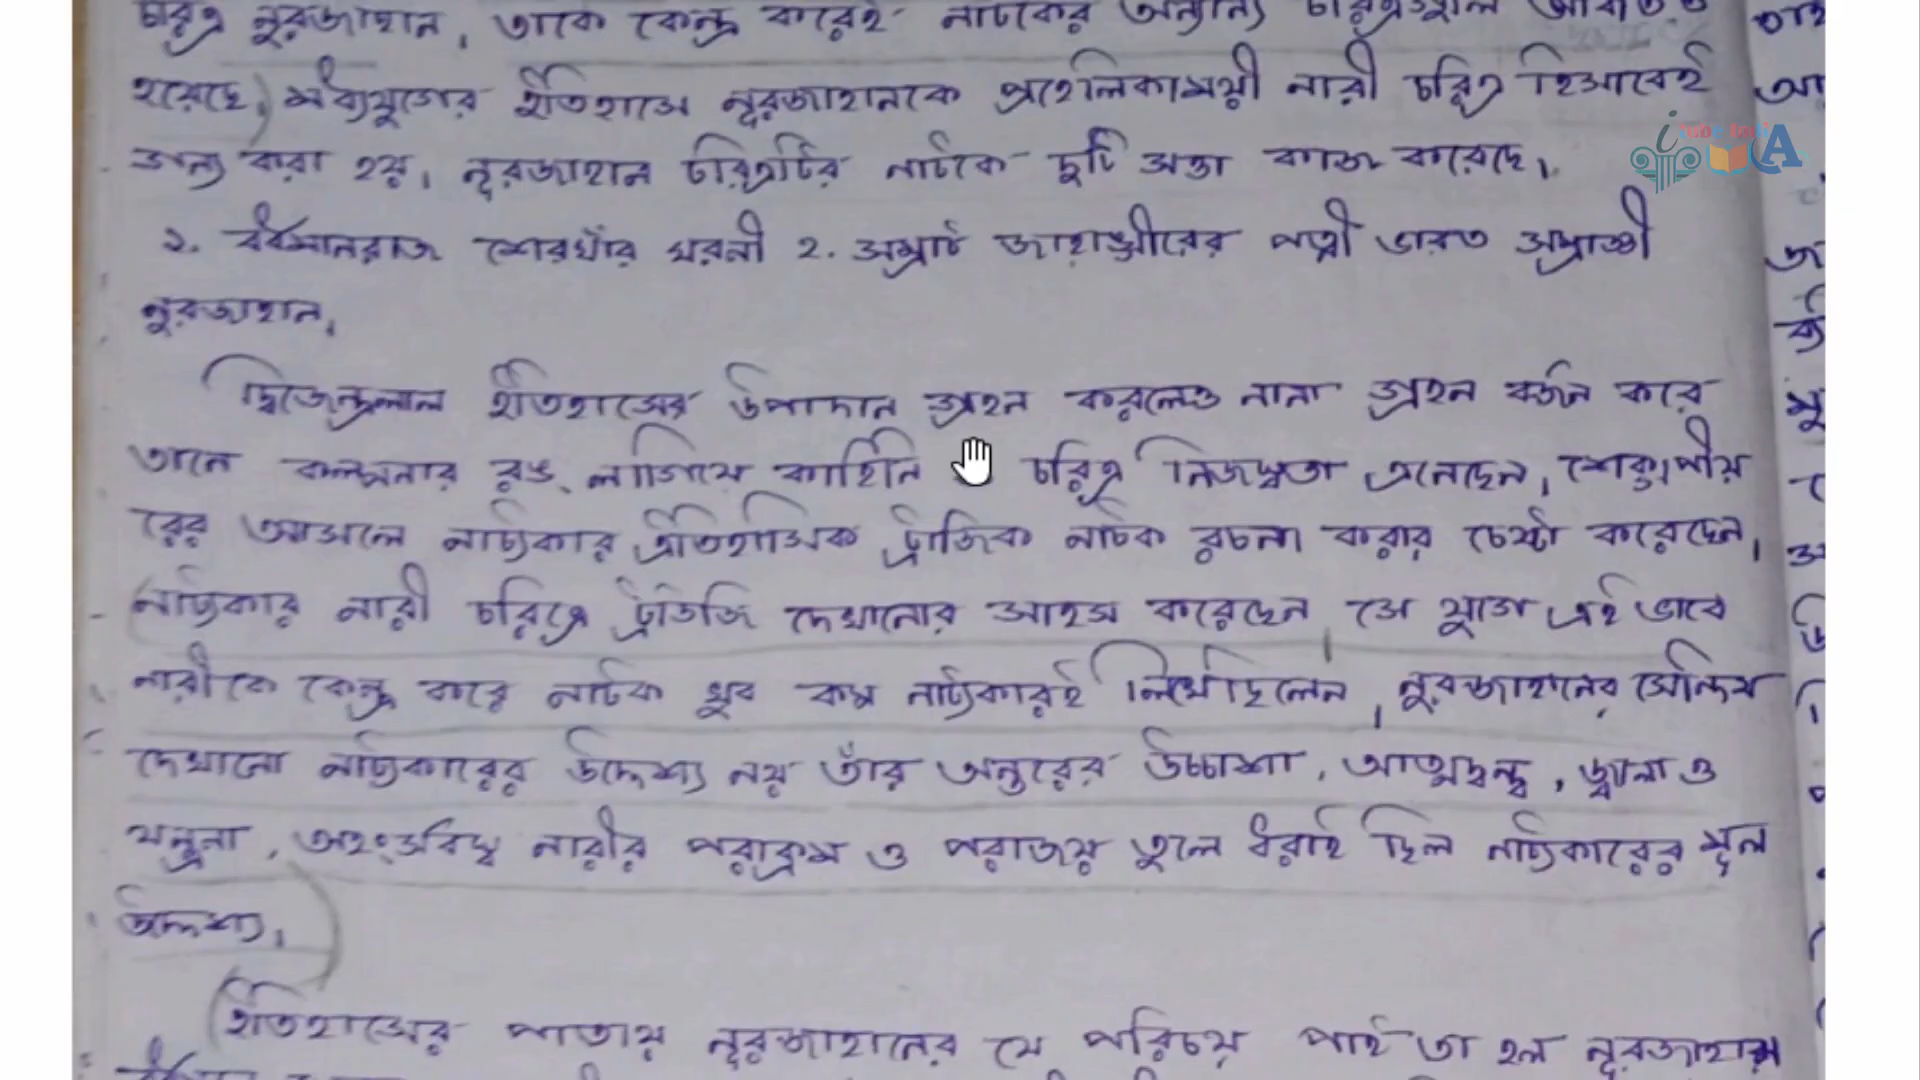 চরিত্র নুরজাহান, তাকে কেন্দ্র করেই নাটকের অন্যান্য চরিত্রগুলি আবর্তিত
হয়েছে, মধ্যযুগের ইতিহাসে নূরজাহানকে প্রহেলিকাময়ী নারী চরিত্র হিসাবেই
গন্য করা হয়। নূরজাহান চরিত্রটির নাটকে দুটি সত্তা কাজ করেছে।
১. বর্ধমানরাজ শেরখাঁর ঘরনী ২. সম্রাট জাহাঙ্গীরের পত্নী ভারত সম্রাজ্ঞী
নুরজাহান।
দ্বিজেন্দ্রলাল ইতিহাসের উপাদান গ্রহন করলেও নানা গ্রহন বর্জন করে
তানে কল্পনার রঙ লাগিয়ে কাহিনি চরিত্র নিজস্বতা এনেছেন। শেক্সপীয়
রের আদলে নাট্যকার ঐতিহাসিক ট্রাজিক নাটক রচনা করার চেষ্টা করেছেন।
নাট্যকার নারী চরিত্রে ট্রাজিডি দেখানোর সাহস করেছেন, সে যুগে এই ভাবে
নারীকে কেন্দ্র করে নাটক খুব কম নাট্যকারই লিখেছিলেন, নুরজাহানের সৌন্দর্য
দেখানো নাট্যকারের উদ্দেশ্য নয় তাঁর অন্তরের উচ্চাশা, আত্মদ্বন্দ্ব, জ্বালা ও
যন্ত্রনা, নারীর পরাক্রম ও পরাজয় তুলে ধরাই ছিল নাট্যকারের মূল
উদ্দেশ্য।
ইতিহাসের পাতায় নূরজাহানের যে পরিচয় পাই তা হল নূরজাহান